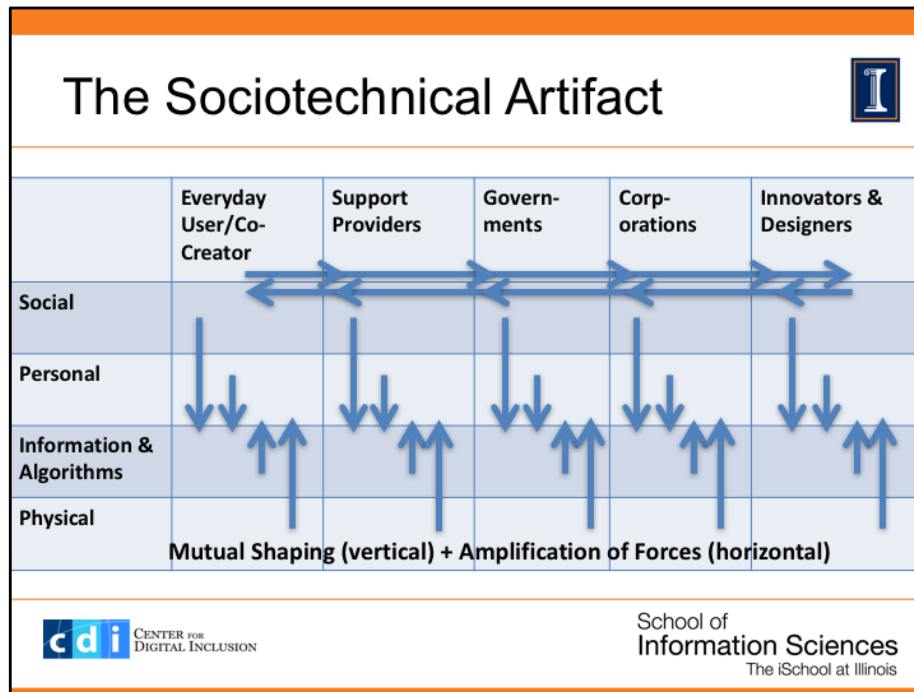 The Sociotechnical Artifact
I
Everyday
User/Co-
Creator
Support
Providers
Govern-
ments
Corp-
orations
Innovators &
Designers
Social
Personal
Information &
Algorithms
Physical
Mutual Shaping (vertical) + Amplification of Forces (horizontal)
cdi
CENTER FOR
DIGITAL INCLUSION
School of
Information Sciences
The iSchool at Illinois